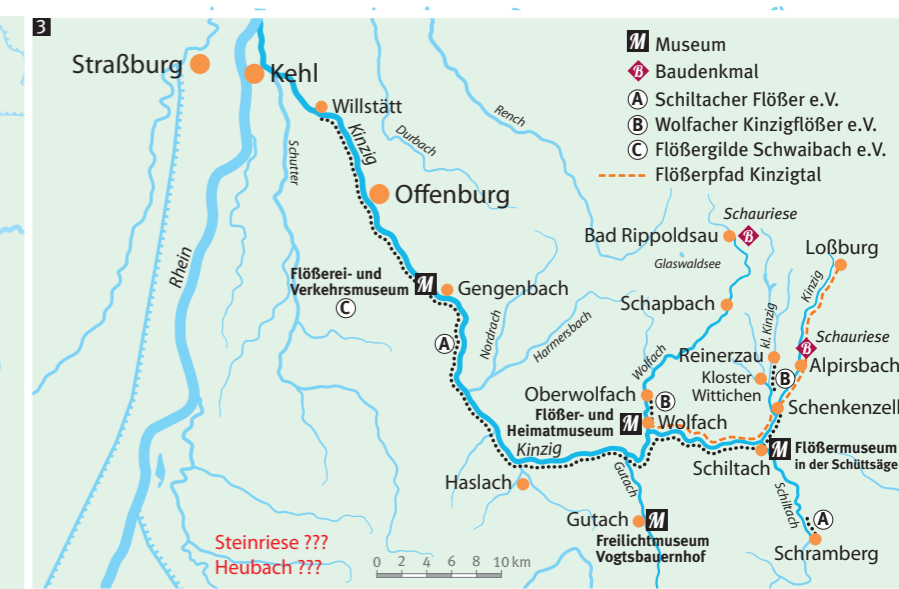 3
Straßburg
Kehl
Willstätt
Kinzig
Durbach
Rench
Schutter
Offenburg
Rhein
M Museum
B Baudenkmal
A Schiltacher Flößer e.V.
B Wolfacher Kinzigflößer e.V.
C Flößergilde Schwaibach e.V.
Flößerpfad Kinzigtal
Schauriese
Bad Rippoldsau B
Glaswaldsee
Loßburg
Kinzig
Flößerei- und
Verkehrsmuseum M
C
Gengenbach
Schapbach
kl. Kinzig
Nordrach
Harmersbach
A
Wolfach
Schauriese
B
Reinerzau
Alpirsbach
Kloster
Wittichen
B
Oberwolfach
B
Schenkenzell
Flößer- und
Heimatmuseum M
Wolfach
Kinzig
Schiltach
M Flößermuseum
in der Schüttsäge
Haslach
Gutach
Schiltach
Gutach M
A
Freilichtmuseum
Vogtsbauernhof
Schramberg
Steinriese ???
Heubach ???
0 2 4 6 8 10 km